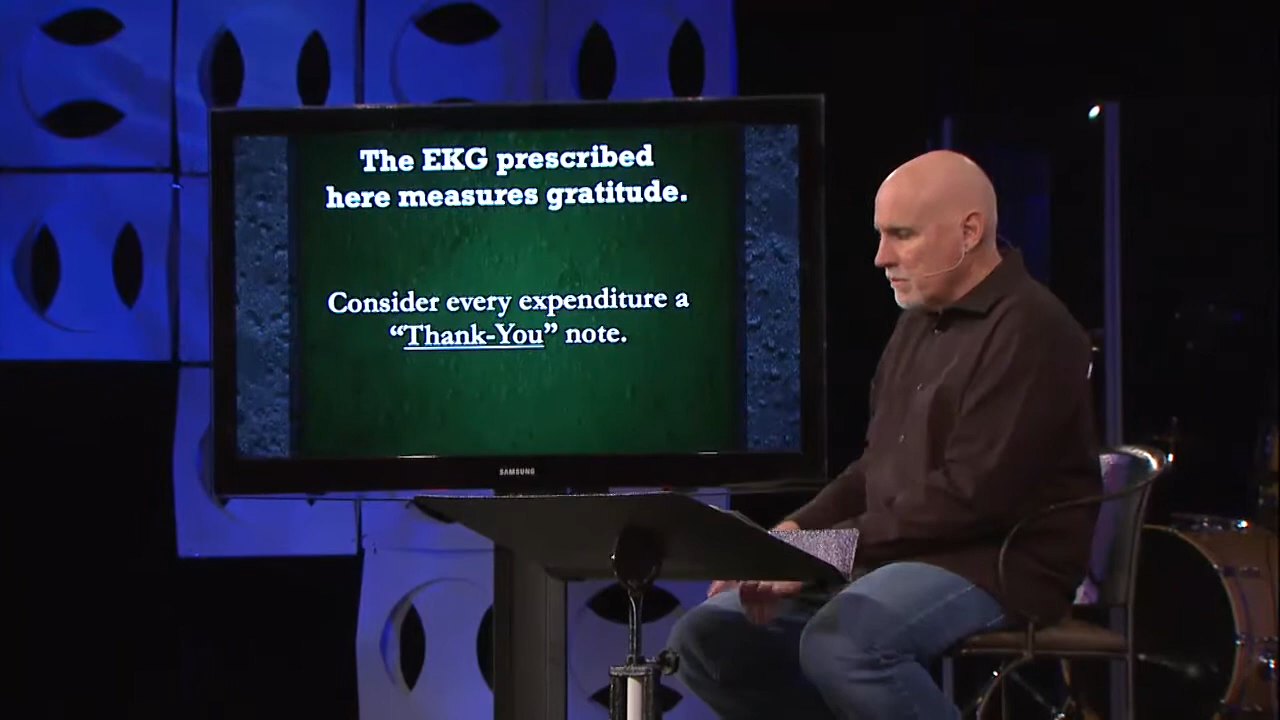 The EKG prescribed
here measures gratitude.
Consider every expenditure a
“Thank-You” note.
SAMSUNG